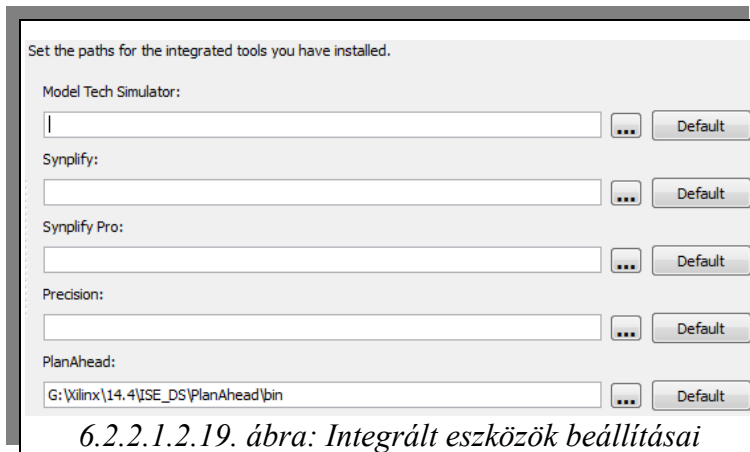 Set the paths for the integrated tools you have installed.
Model Tech Simulator:
... Default
Synplify:
... Default
Synplify Pro:
... Default
Precision:
... Default
PlanAhead:
G:\Xilinx\14.4\ISE_DS\PlanAhead\bin ... Default
6.2.2.1.2.19. ábra: Integrált eszközök beállításai